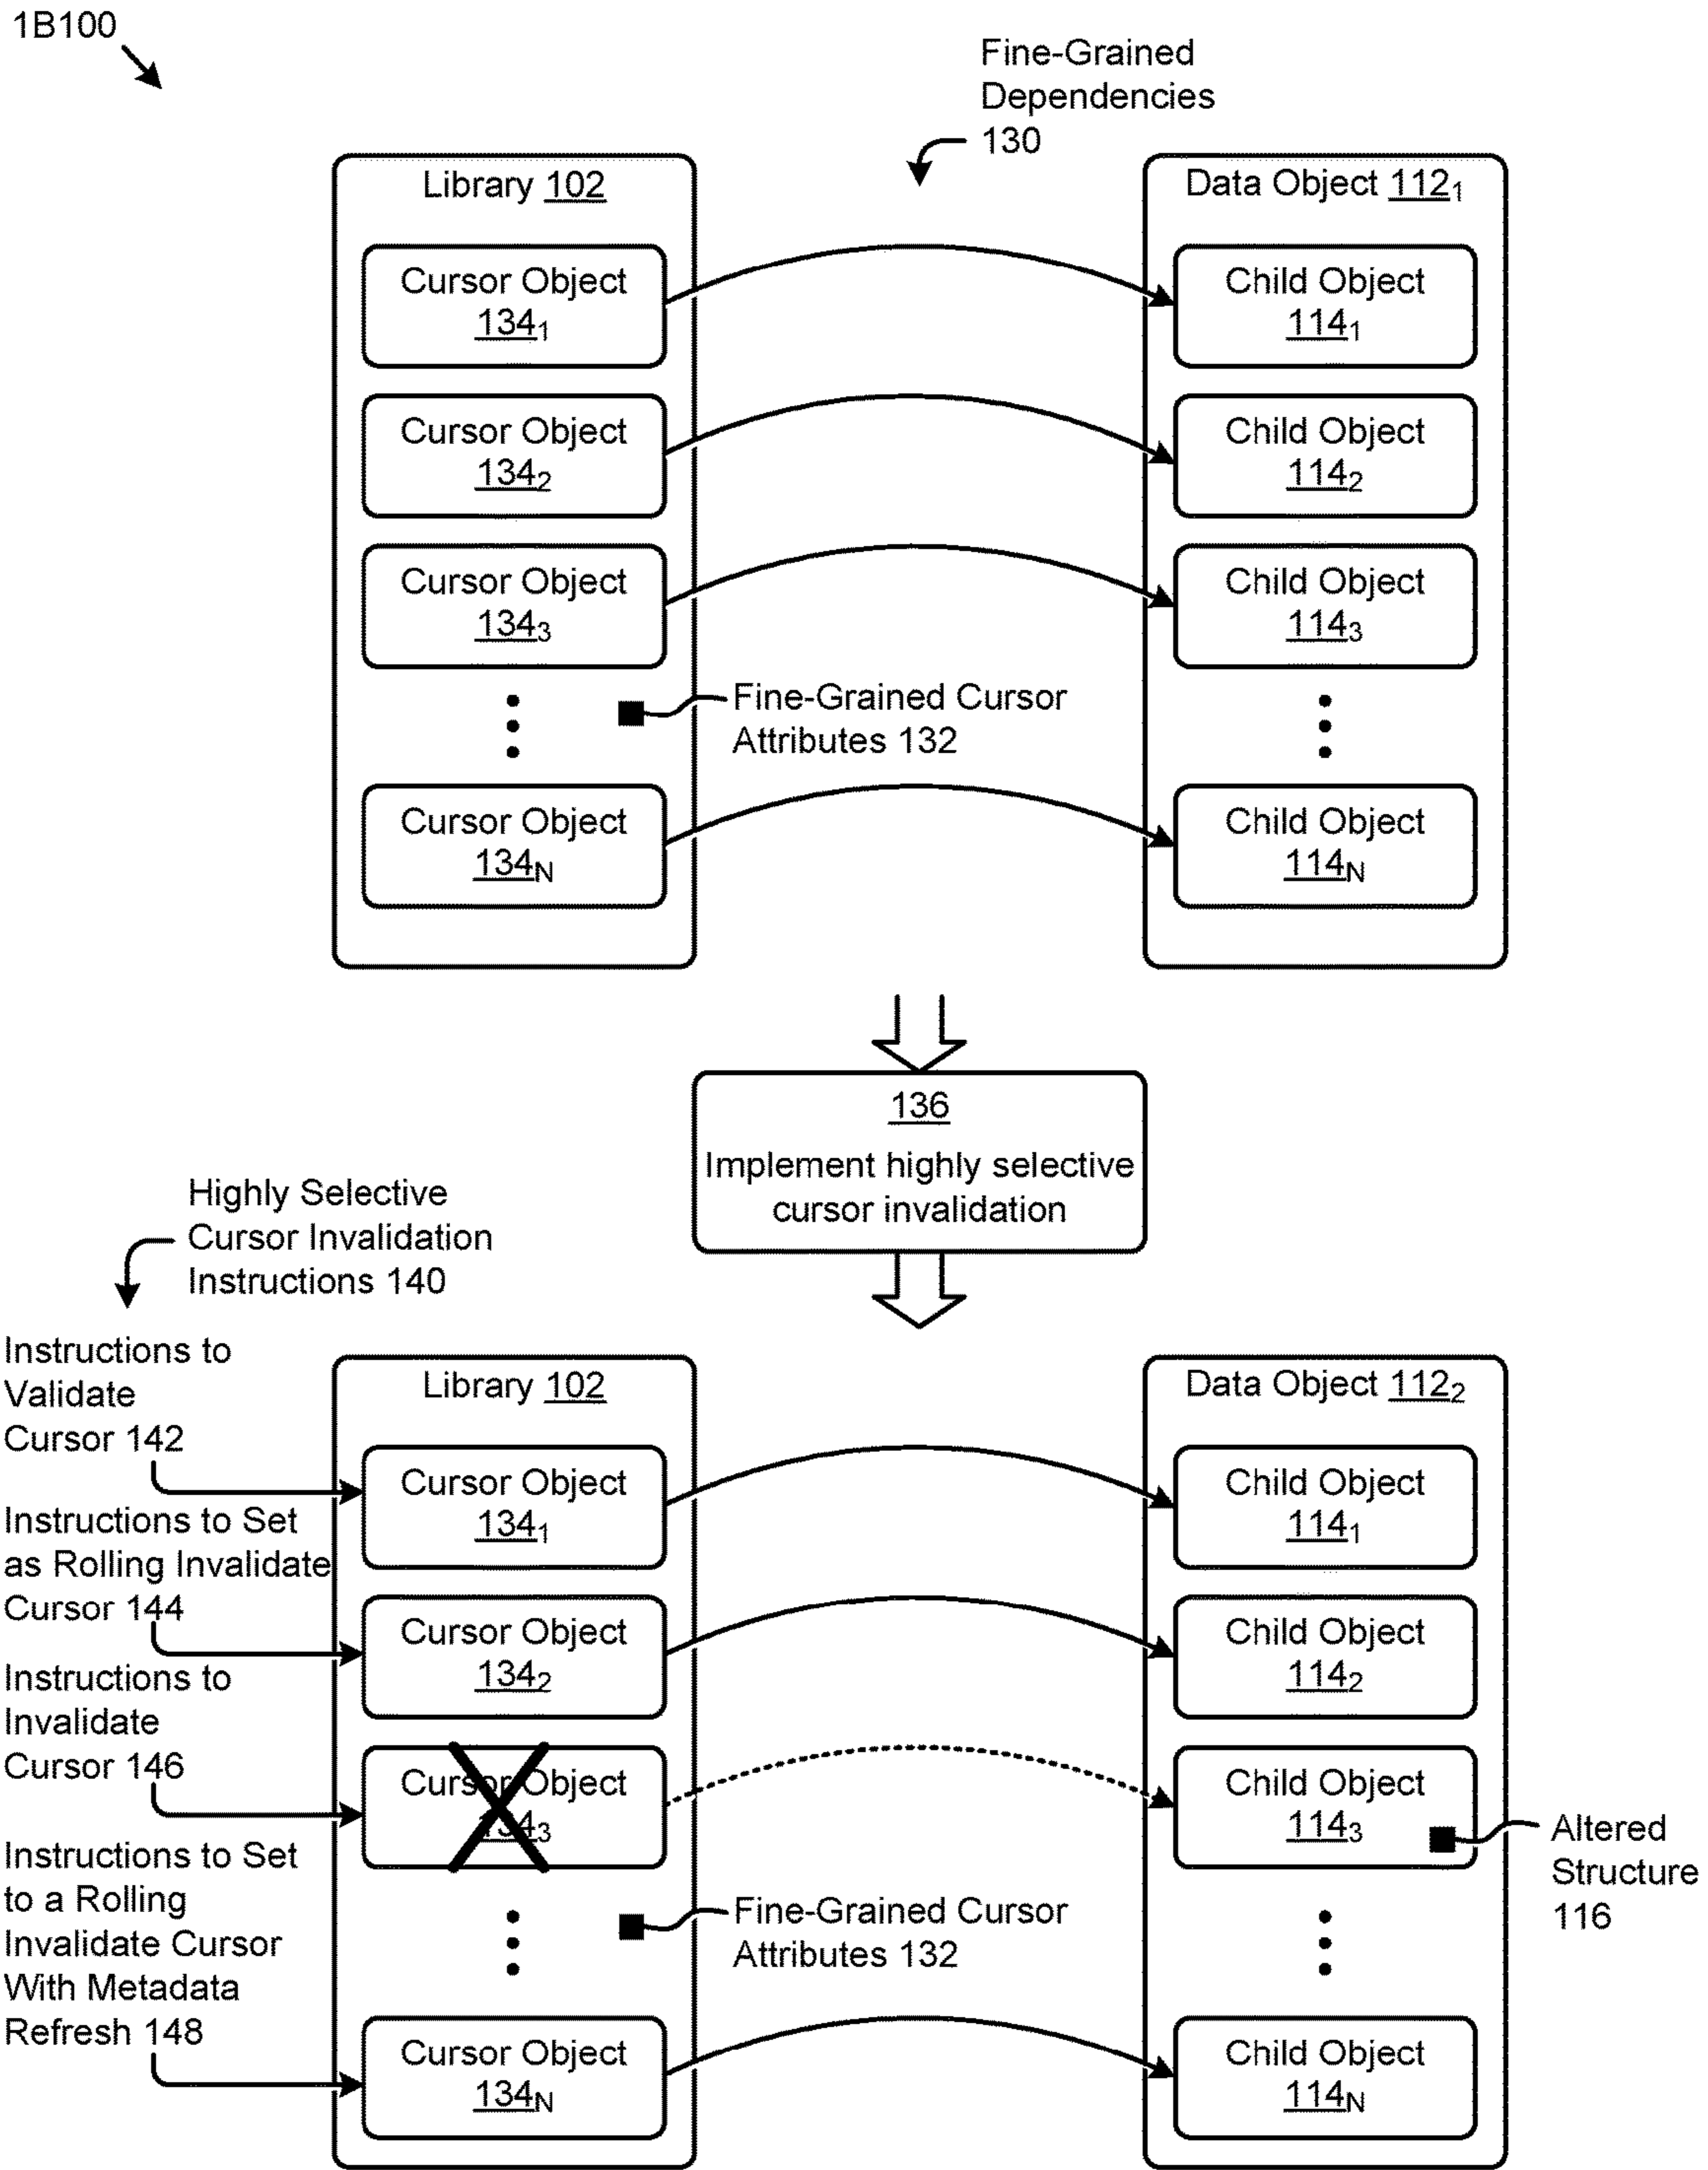 1B100
Fine-Grained
Dependencies
130
Library 102
Data Object 112₁
Cursor Object
134₁
Child Object
114₁
Cursor Object
134₂
Child Object
114₂
Cursor Object
134₃
Child Object
114₃
Fine-Grained Cursor
Attributes 132
Cursor Object
134N
Child Object
114N
136
Implement highly selective
cursor invalidation
Highly Selective
Cursor Invalidation
Instructions 140
Instructions to
Validate
Cursor 142
Instructions to Set
as Rolling Invalidate
Cursor 144
Instructions to
Invalidate
Cursor 146
Instructions to Set
to a Rolling
Invalidate Cursor
With Metadata
Refresh 148
Library 102
Data Object 112₂
Cursor Object
134₁
Child Object
114₁
Cursor Object
134₂
Child Object
114₂
Cursor Object
134₃
Child Object
114₃
Altered
Structure
116
Fine-Grained Cursor
Attributes 132
Cursor Object
134N
Child Object
114N